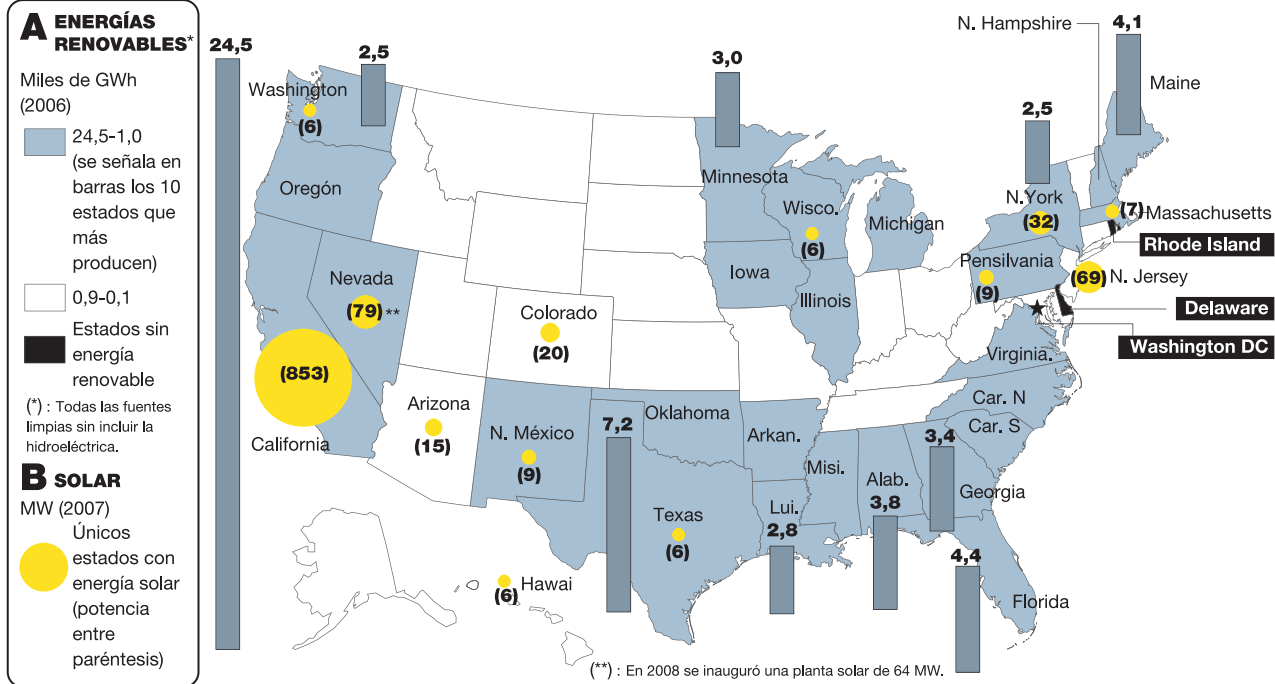 A ENERGÍAS
RENOVABLES*
Miles de GWh
(2006)
24,5-1,0
(se señala en
barras los 10
estados que
más
producen)
0,9-0,1
Estados sin
energía
renovable
(*) : Todas las fuentes
limpias sin incluir la
hidroeléctrica.
B SOLAR
MW (2007)
Únicos
estados con
energía solar
(potencia
entre
paréntesis)
24,5
2,5
Washington
(6)
Oregón
Nevada
(79) **
(853)
California
Colorado
(20)
Arizona
(15)
N. México
(9)
7,2
Oklahoma
Texas
(6)
Hawai
(6)
3,0
Minnesota
Wisco.
(6)
Michigan
Iowa
Illinois
Arkan.
Misi.
Lui.
2,8
Alab.
3,8
3,4
Georgia
4,4
Florida
N. Hampshire
4,1
Maine
2,5
N.York
(32)
(7) Massachusetts
Rhode Island
Pensilvania
(9)
(69) N. Jersey
Delaware
Washington DC
Virginia.
Car. N
Car. S
(**) : En 2008 se inauguró una planta solar de 64 MW.